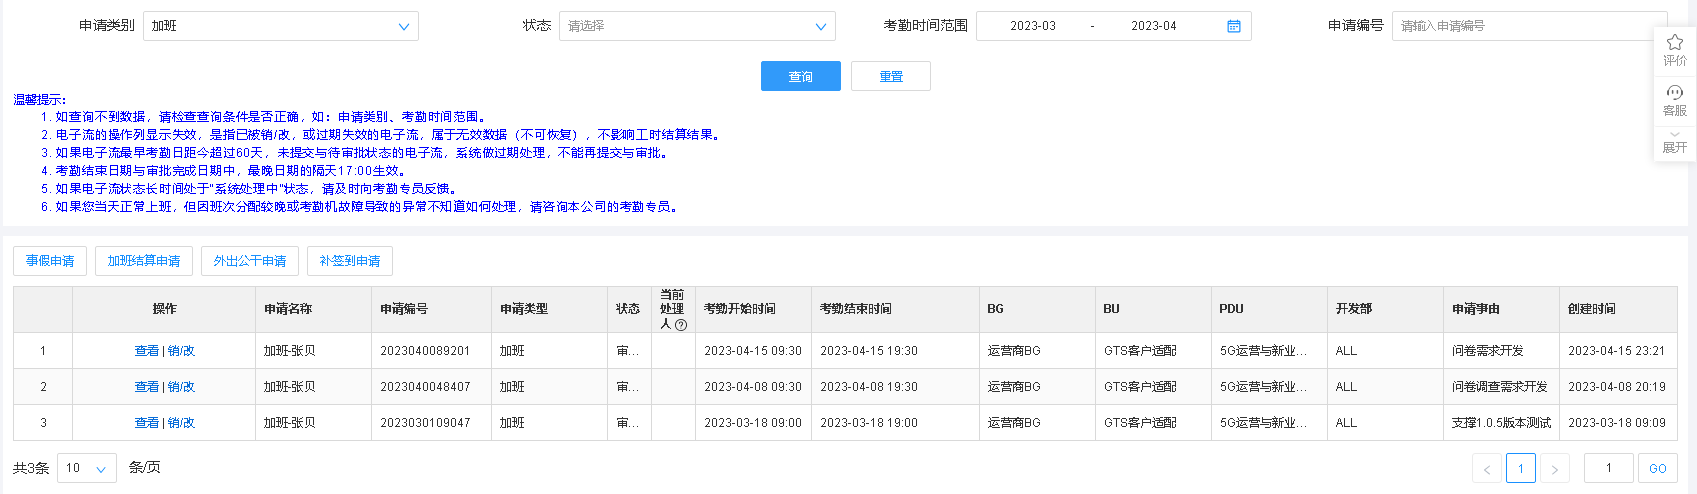 申请类别 加班 状态 请选择 考勤时间范围 2023-03 - 2023-04 申请编号 请输入申请编号
评价
查询 重置
客服
展开
温馨提示：
1. 如查询不到数据，请检查查询条件是否正确，如：申请类别、考勤时间范围。
2. 电子流的操作列显示失效，是指已被销/改，或过期失效的电子流，属于无效数据（不可恢复），不影响工时结算结果。
3. 如果电子流最早考勤日距今超过60天，未提交与待审批状态的电子流，系统做过期处理，不能再提交与审批。
4. 考勤结束日期与审批完成日期中，最晚日期的隔天17:00生效。
5. 如果电子流状态长时间处于"系统处理中"状态，请及时向考勤专员反馈。
6. 如果您当天正常上班，但因班次分配较晚或考勤机故障导致的异常不知道如何处理，请咨询本公司的考勤专员。
事假申请 加班结算申请 外出公干申请 补签到申请
操作 申请名称 申请编号 申请类型 状态 当前处理人 考勤开始时间 考勤结束时间 BG BU PDU 开发部 申请事由 创建时间
1 查看 | 销/改 加班-张贝 2023040089201 加班 审... 2023-04-15 09:30 2023-04-15 19:30 运营商BG GTS客户适配 5G运营与新业... ALL 问卷需求开发 2023-04-15 23:21
2 查看 | 销/改 加班-张贝 2023040048407 加班 审... 2023-04-08 09:30 2023-04-08 19:30 运营商BG GTS客户适配 5G运营与新业... ALL 问卷调查需求开发 2023-04-08 20:19
3 查看 | 销/改 加班-张贝 2023030109047 加班 审... 2023-03-18 09:00 2023-03-18 19:00 运营商BG GTS客户适配 5G运营与新业... ALL 支撑1.0.5版本测试 2023-03-18 09:09
共3条 10 条/页 < 1 > 1 GO